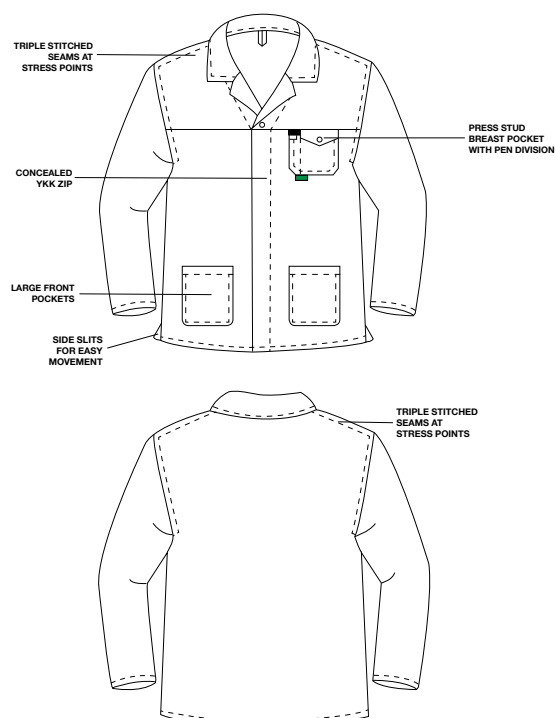 TRIPLE STITCHED
SEAMS AT
STRESS POINTS
PRESS STUD
BREAST POCKET
WITH PEN DIVISION
CONCEALED
YKK ZIP
LARGE FRONT
POCKETS
SIDE SLITS
FOR EASY
MOVEMENT
TRIPLE STITCHED
SEAMS AT
STRESS POINTS